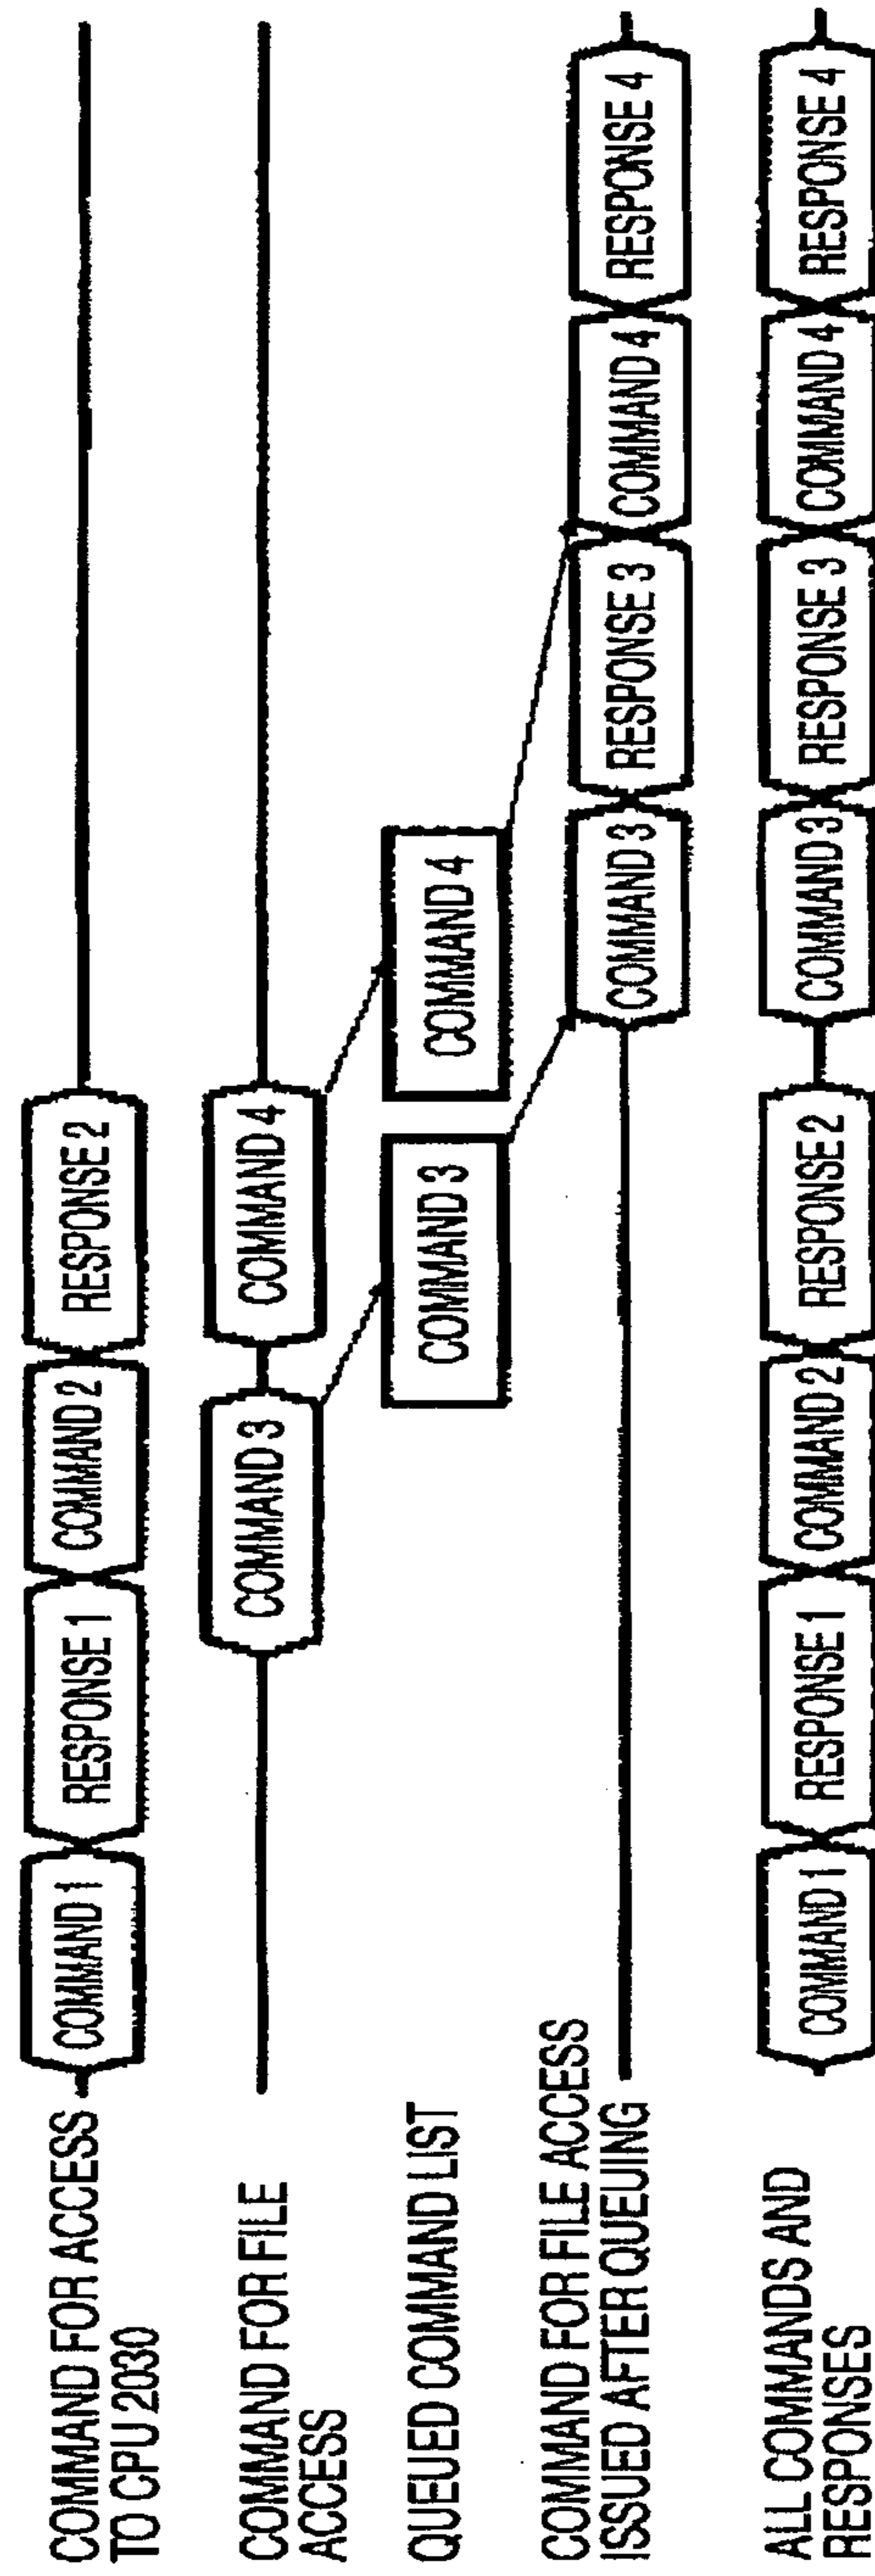 COMMAND FOR ACCESS
TO CPU 2030
COMMAND 1
RESPONSE 1
COMMAND 2
RESPONSE 2
COMMAND FOR FILE
ACCESS
COMMAND 3
COMMAND 4
QUEUED COMMAND LIST
COMMAND 3
COMMAND 4
COMMAND FOR FILE ACCESS
ISSUED AFTER QUEUING
COMMAND 3
RESPONSE 3
COMMAND 4
RESPONSE 4
ALL COMMANDS AND
RESPONSES
COMMAND 1
RESPONSE 1
COMMAND 2
RESPONSE 2
COMMAND 3
RESPONSE 3
COMMAND 4
RESPONSE 4